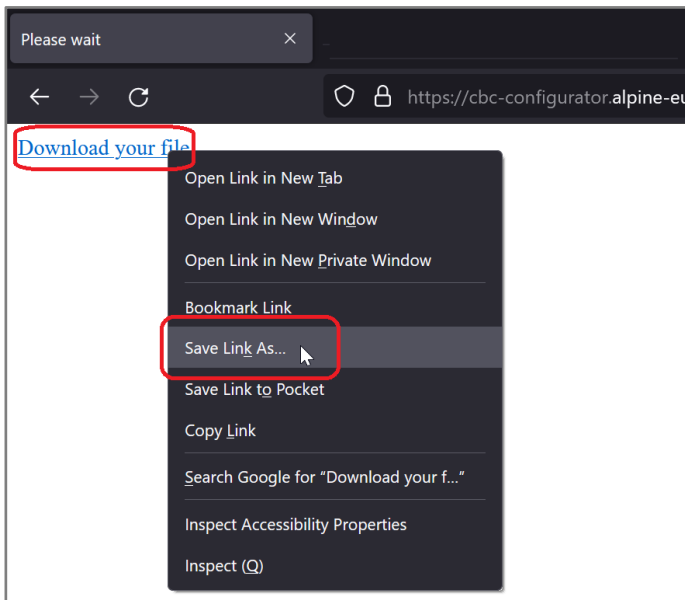 Please wait
https://cbc-configurator.alpine-eu
Download your file
Open Link in New Tab
Open Link in New Window
Open Link in New Private Window
Bookmark Link
Save Link As...
Save Link to Pocket
Copy Link
Search Google for “Download your f...”
Inspect Accessibility Properties
Inspect (Q)